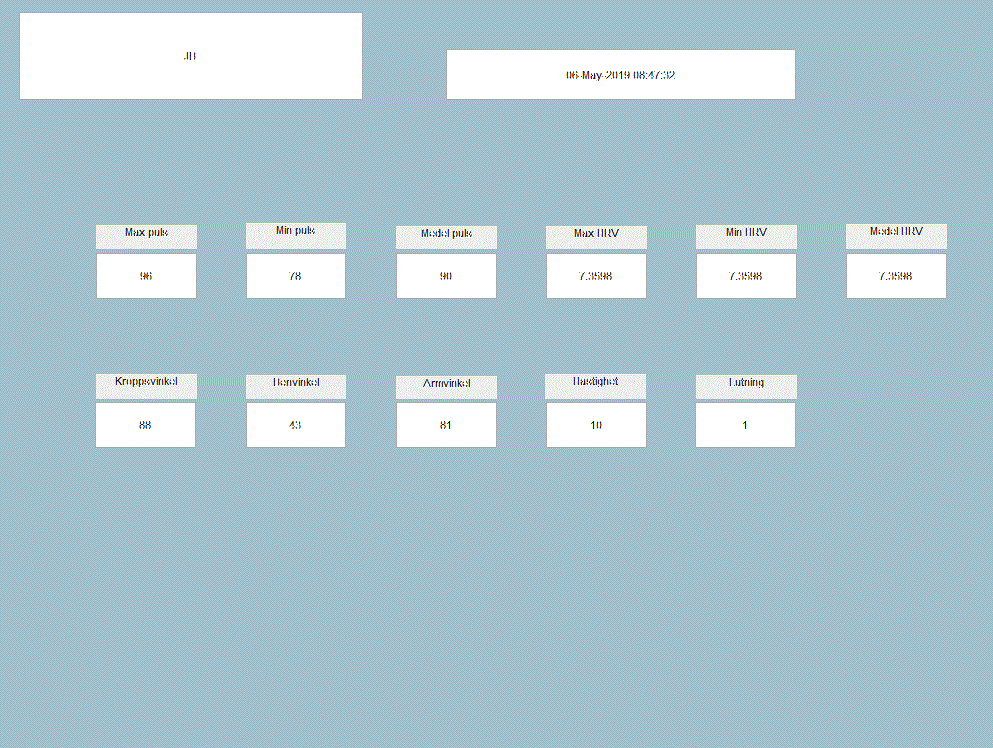 06-May-2019 08:47:32
Max puls Min puls Medel puls Max HRV Min HRV Medel HRV
96 78 90 7.3598 7.3598 7.3598
Kroppsvinkel Benvinkel Armvinkel Hastighet Lutning
88 43 81 10 1